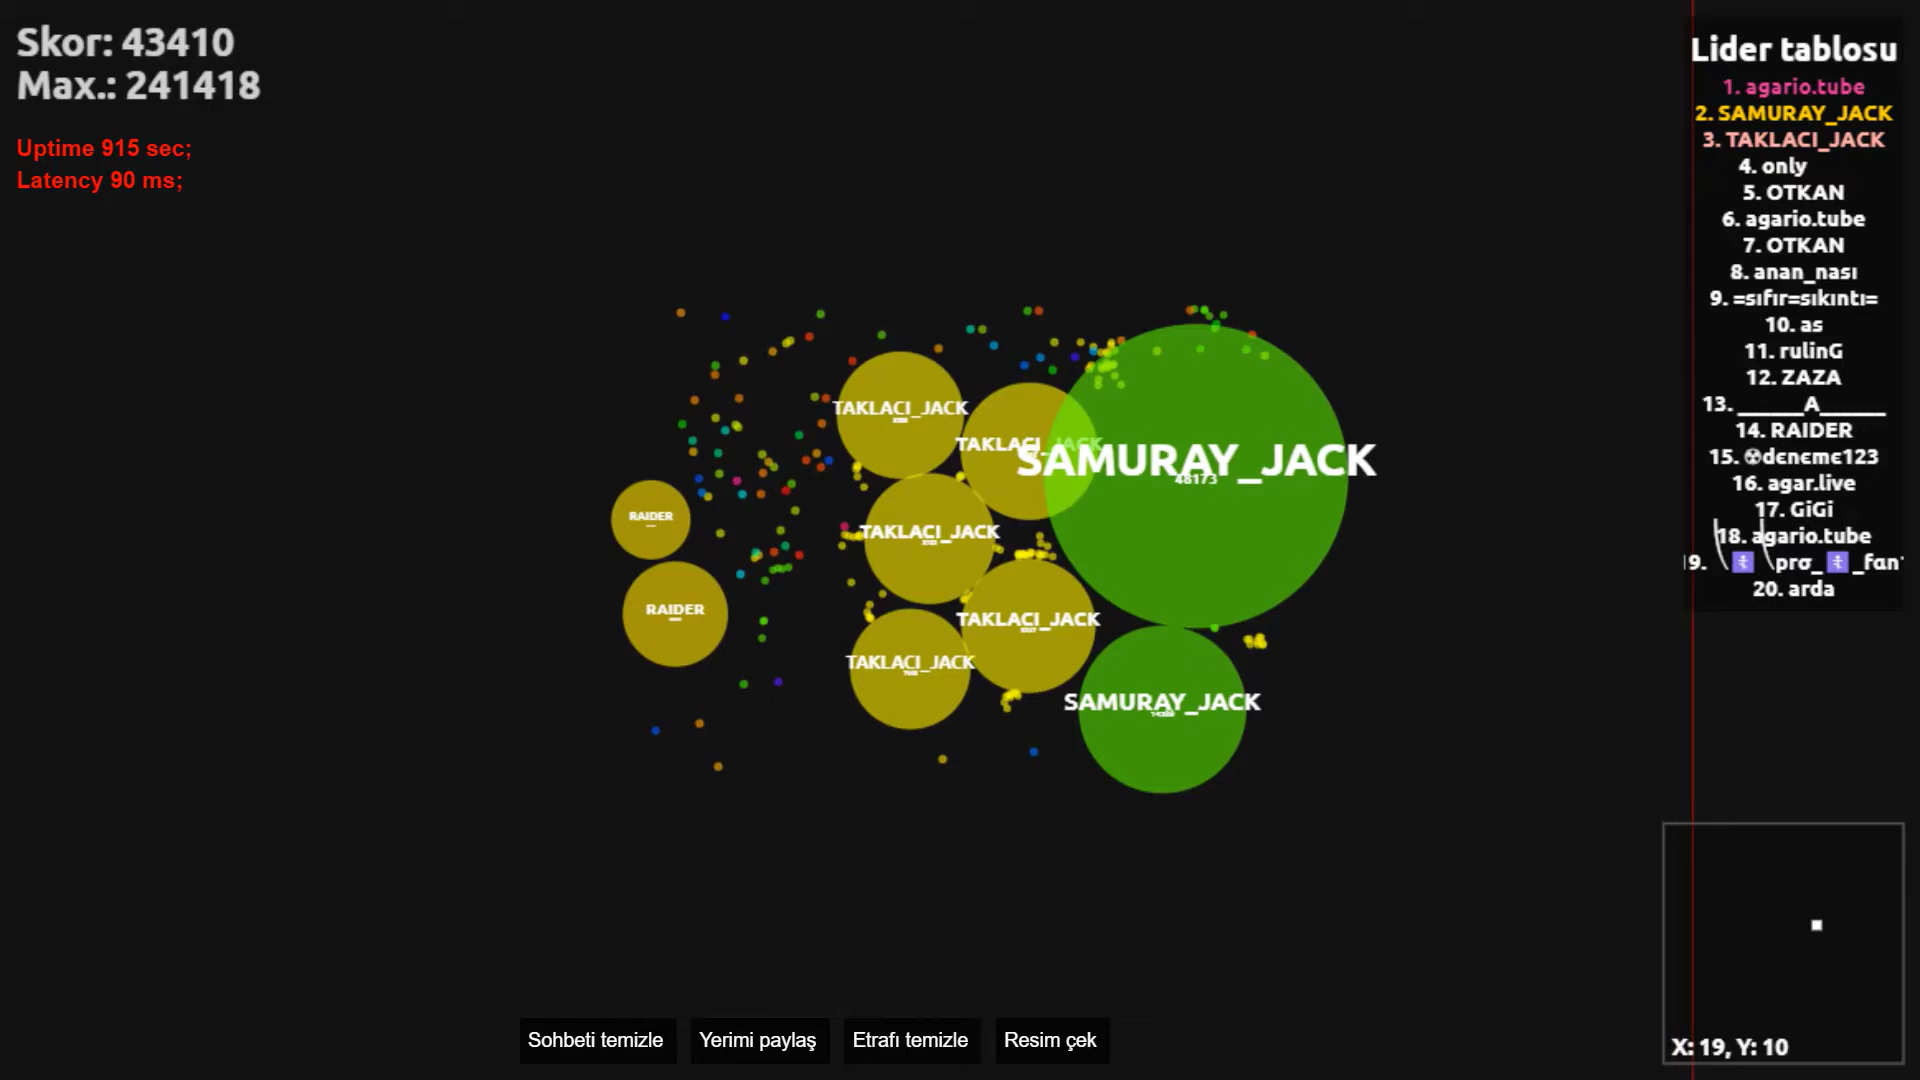 Skor: 43410
Max.: 241418
Uptime 915 sec;
Latency 90 ms;
Lider tablosu
1. agario.tube
2. SAMURAY_JACK
3. TAKLACI_JACK
4. only
5. OTKAN
6. agario.tube
7. OTKAN
8. anan_nası
9. =sıfır=sıkıntı=
10. as
11. rulinG
12. ZAZA
13. ______A______
14. RAIDER
15. ☢dєnємє123
16. agar.live
17. GiGi
18. agario.tube
20. arda
TAKLACI_JACK
TAKLACI_JACK
SAMURAY_JACK
48173
RAIDER
TAKLACI_JACK
RAIDER
TAKLACI_JACK
TAKLACI_JACK
SAMURAY_JACK
X: 19, Y: 10
Sohbeti temizle
Yerimi paylaş
Etrafı temizle
Resim çek